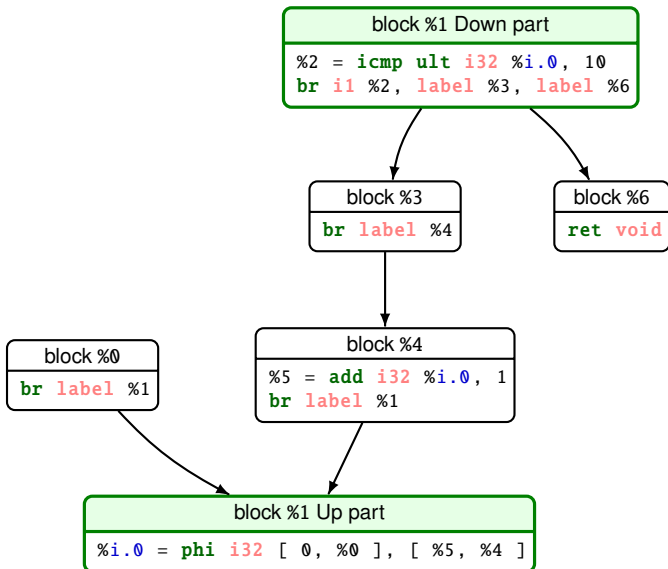 block %1 Down part
%2 = icmp ult i32 %i.0, 10
br i1 %2, label %3, label %6
block %3
br label %4
block %6
ret void
block %0
br label %1
block %4
%5 = add i32 %i.0, 1
br label %1
block %1 Up part
%i.0 = phi i32 [ 0, %0 ], [ %5, %4 ]